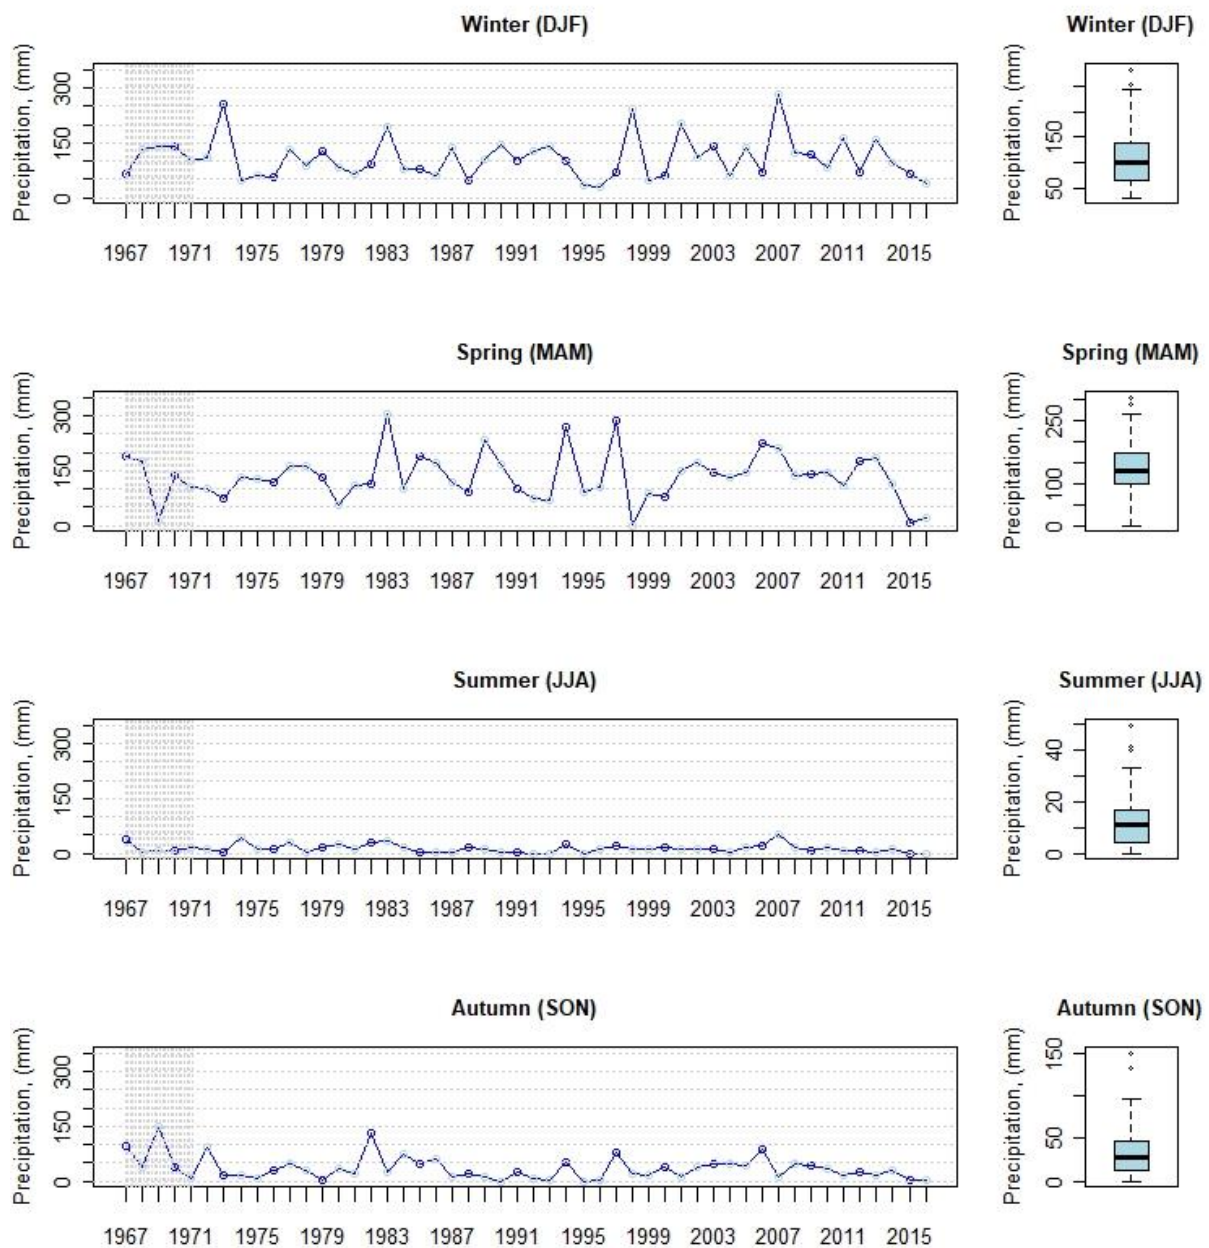 Winter (DJF)
Precipitation, (mm)
0 150 300
1967 1971 1975 1979 1983 1987 1991 1995 1999 2003 2007 2011 2015
Winter (DJF)
Precipitation, (mm)
50 150
Spring (MAM)
Precipitation, (mm)
0 150 300
1967 1971 1975 1979 1983 1987 1991 1995 1999 2003 2007 2011 2015
Spring (MAM)
Precipitation, (mm)
0 100 250
Summer (JJA)
Precipitation, (mm)
0 150 300
1967 1971 1975 1979 1983 1987 1991 1995 1999 2003 2007 2011 2015
Summer (JJA)
Precipitation, (mm)
0 20 40
Autumn (SON)
Precipitation, (mm)
0 150 300
1967 1971 1975 1979 1983 1987 1991 1995 1999 2003 2007 2011 2015
Autumn (SON)
Precipitation, (mm)
0 50 150